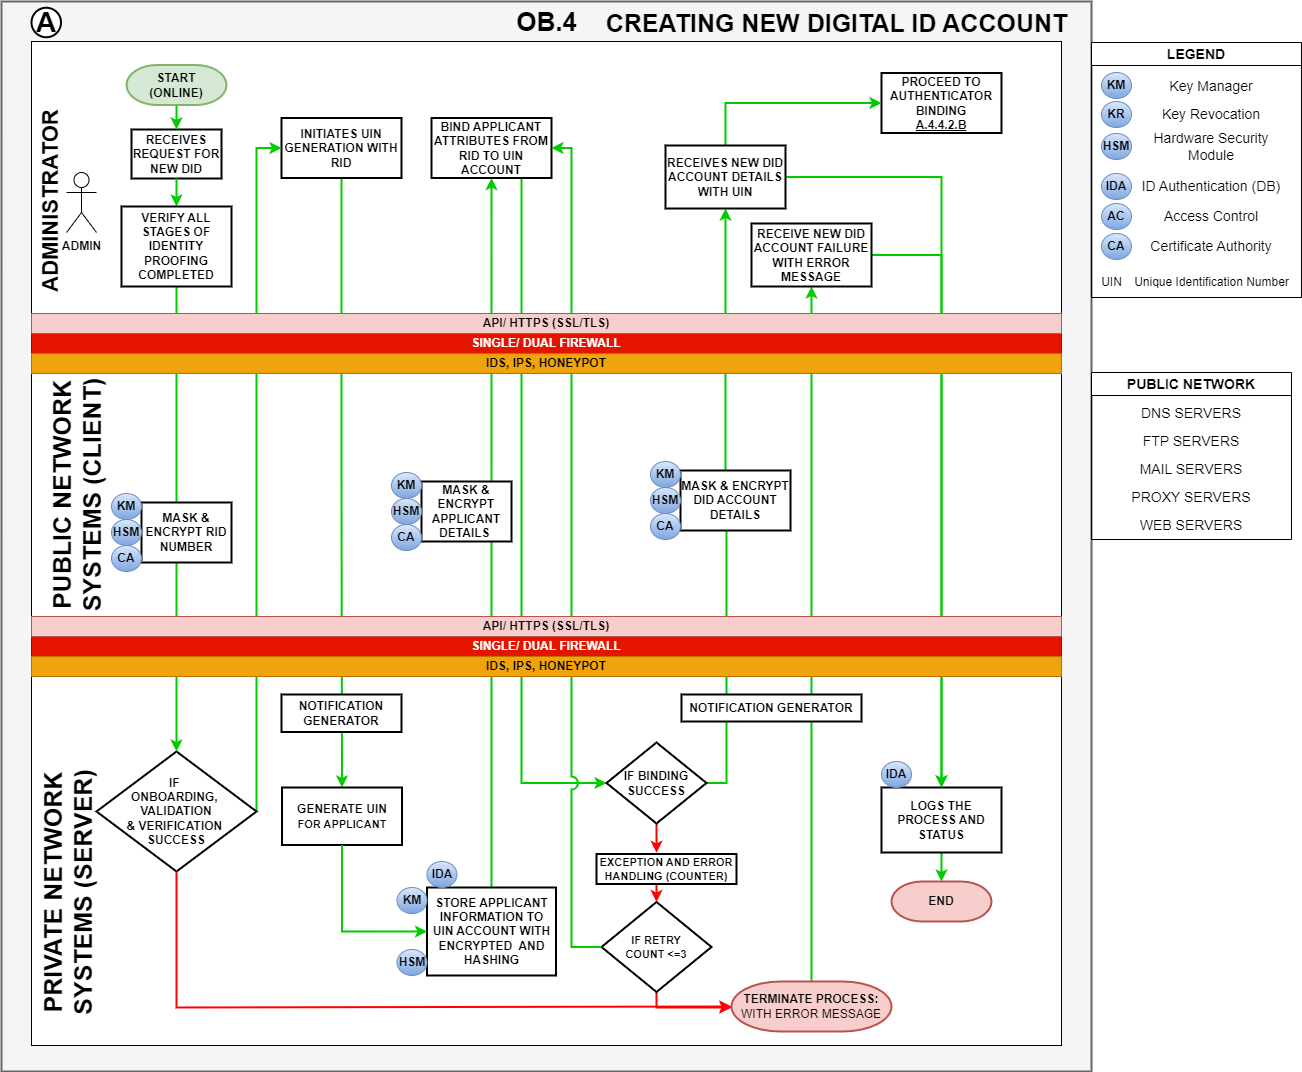 A
OB.4 CREATING NEW DIGITAL ID ACCOUNT
ADMINISTRATOR
ADMIN
START
(ONLINE)
RECEIVES
REQUEST FOR
NEW DID
VERIFY ALL
STAGES OF
IDENTITY
PROOFING
COMPLETED
INITIATES UIN
GENERATION WITH
RID
BIND APPLICANT
ATTRIBUTES FROM
RID TO UIN
ACCOUNT
RECEIVES NEW DID
ACCOUNT DETAILS
WITH UIN
RECEIVE NEW DID
ACCOUNT FAILURE
WITH ERROR
MESSAGE
PROCEED TO
AUTHENTICATOR
BINDING
A.4.4.2.B
API/ HTTPS (SSL/TLS)
SINGLE/ DUAL FIREWALL
IDS, IPS, HONEYPOT
PUBLIC NETWORK
SYSTEMS (CLIENT)
KM
HSM
CA
MASK &
ENCRYPT RID
NUMBER
KM
HSM
CA
MASK &
ENCRYPT
APPLICANT
DETAILS
KM
HSM
CA
MASK & ENCRYPT
DID ACCOUNT
DETAILS
API/ HTTPS (SSL/TLS)
SINGLE/ DUAL FIREWALL
IDS, IPS, HONEYPOT
PRIVATE NETWORK
SYSTEMS (SERVER)
IF
ONBOARDING,
VALIDATION
& VERIFICATION
SUCCESS
NOTIFICATION
GENERATOR
GENERATE UIN
FOR APPLICANT
IDA
KM
HSM
STORE APPLICANT
INFORMATION TO
UIN ACCOUNT WITH
ENCRYPTED AND
HASHING
NOTIFICATION GENERATOR
IF BINDING
SUCCESS
EXCEPTION AND ERROR
HANDLING (COUNTER)
IF RETRY
COUNT <=3
TERMINATE PROCESS:
WITH ERROR MESSAGE
IDA
LOGS THE
PROCESS AND
STATUS
END
LEGEND
KM Key Manager
KR Key Revocation
HSM Hardware Security
Module
IDA ID Authentication (DB)
AC Access Control
CA Certificate Authority
UIN Unique Identification Number
PUBLIC NETWORK
DNS SERVERS
FTP SERVERS
MAIL SERVERS
PROXY SERVERS
WEB SERVERS